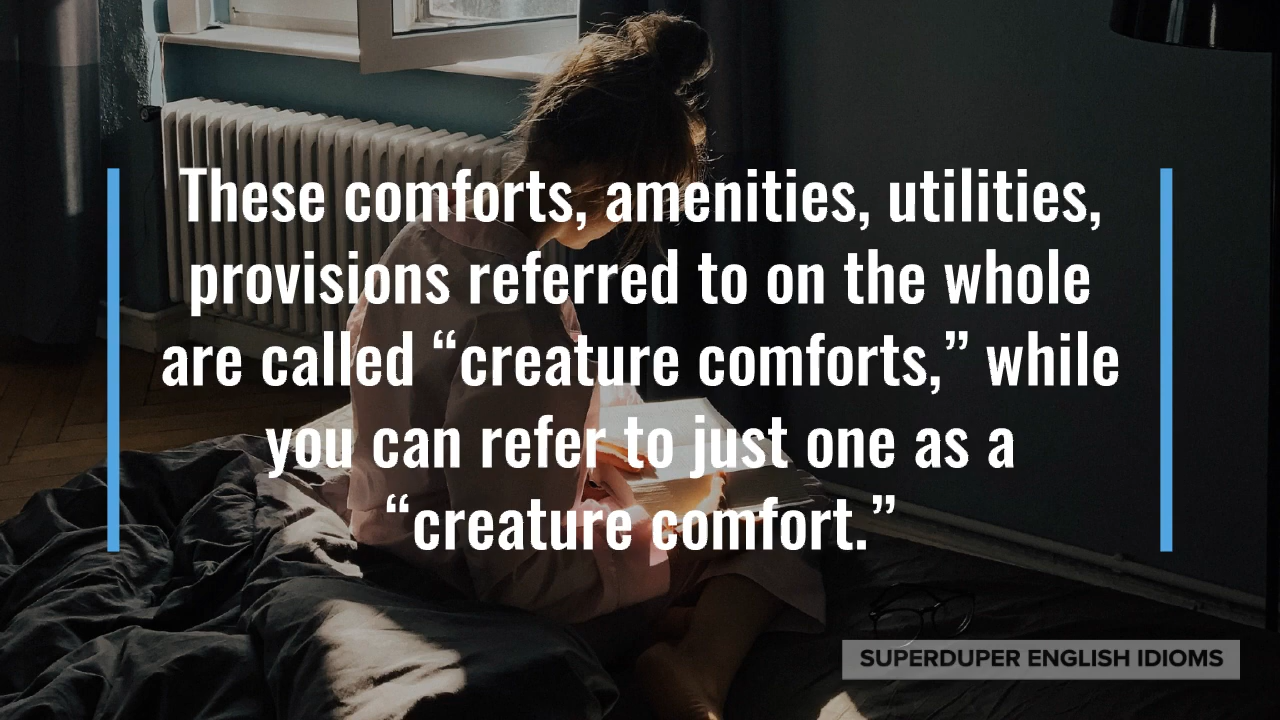 These comforts, amenities, utilities,
provisions referred to on the whole
are called “creature comforts,” while
you can refer to just one as a
“creature comfort.”
SUPERDUPER ENGLISH IDIOMS